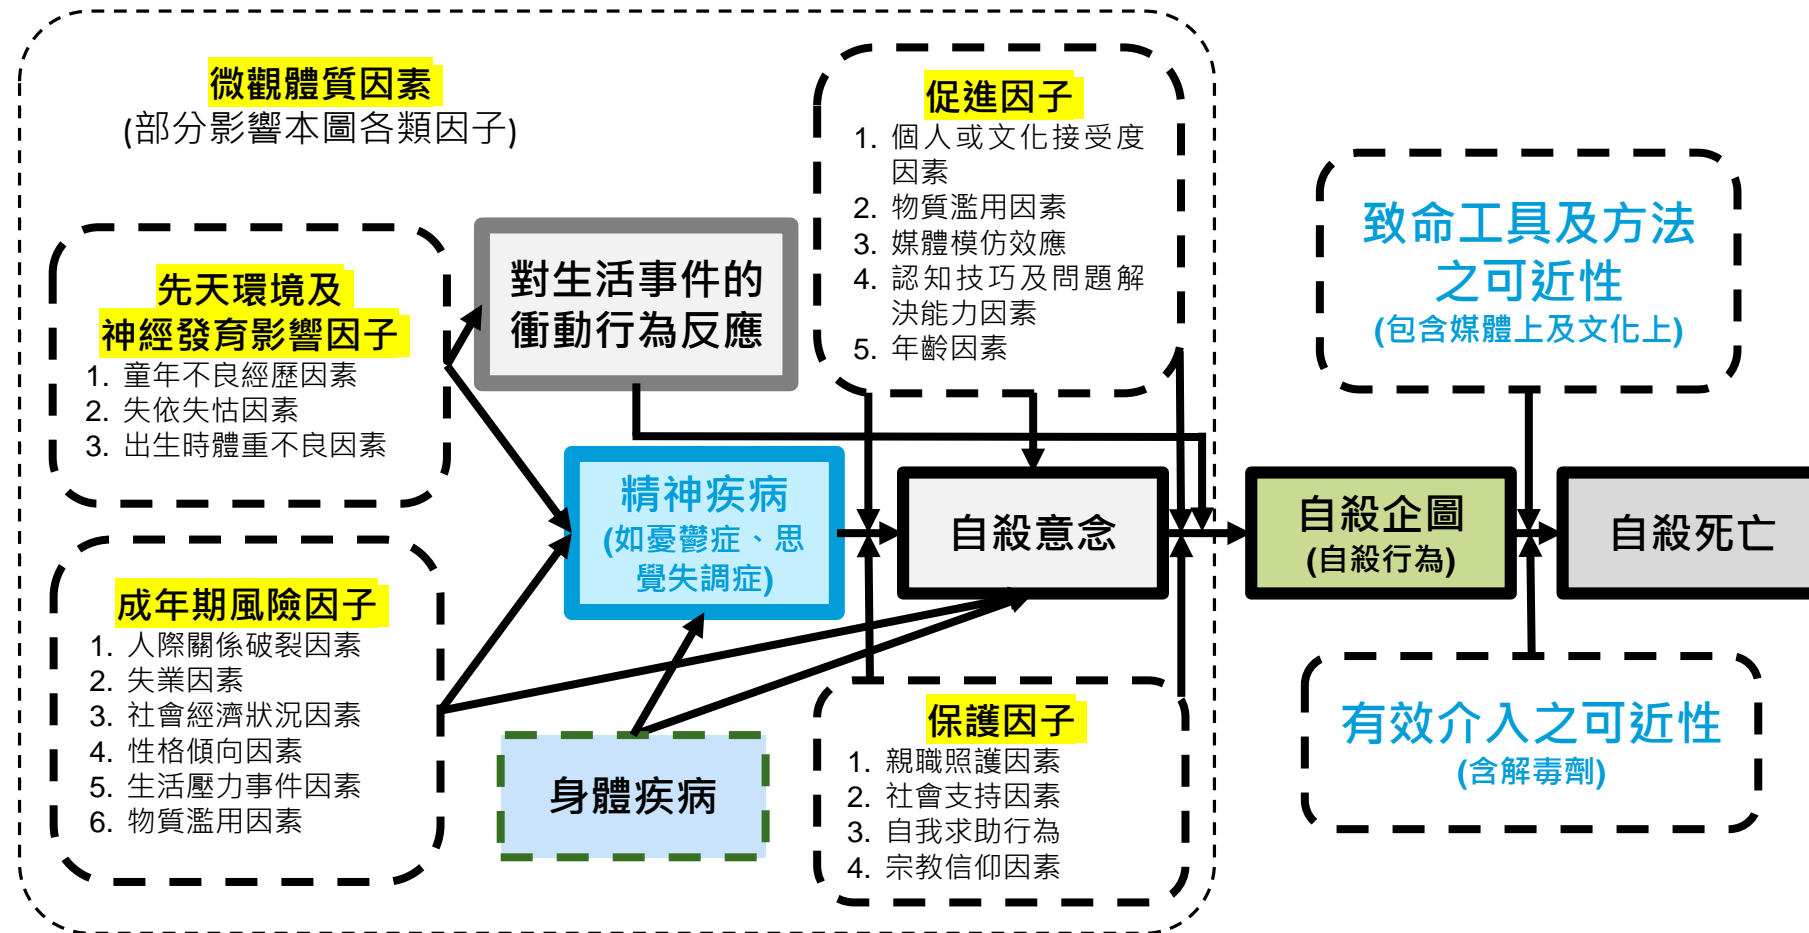 微觀體質因素
(部分影響本圖各類因子)
先天環境及
神經發育影響因子
1. 童年不良經歷因素
2. 失依失怙因素
3. 出生時體重不良因素
成年期風險因子
1. 人際關係破裂因素
2. 失業因素
3. 社會經濟狀況因素
4. 性格傾向因素
5. 生活壓力事件因素
6. 物質濫用因素
對生活事件的
衝動行為反應
精神疾病
(如憂鬱症、思
覺失調症)
身體疾病
促進因子
1. 個人或文化接受度
因素
2. 物質濫用因素
3. 媒體模仿效應
4. 認知技巧及問題解
決能力因素
5. 年齡因素
自殺意念
保護因子
1. 親職照護因素
2. 社會支持因素
3. 自我求助行為
4. 宗教信仰因素
致命工具及方法
之可近性
(包含媒體上及文化上)
自殺企圖
(自殺行為)
自殺死亡
有效介入之可近性
(含解毒劑)